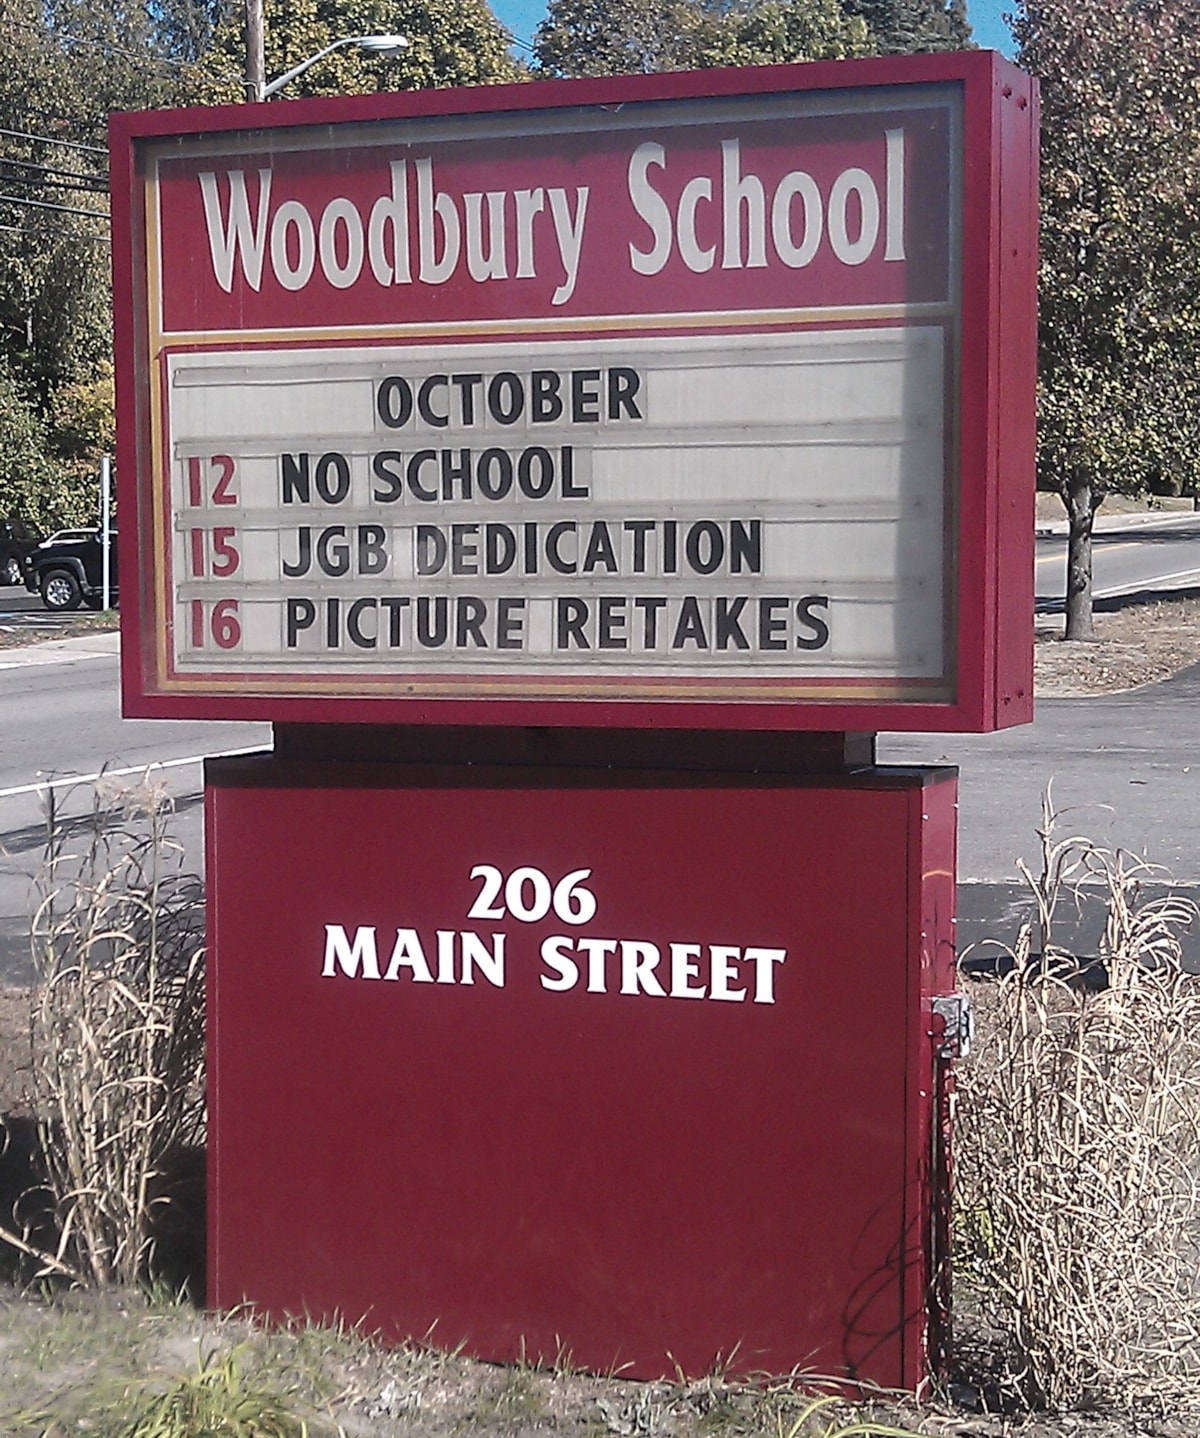 Woodbury School
OCTOBER
12 NO SCHOOL
15 JGB DEDICATION
16 PICTURE RETAKES
206
MAIN STREET